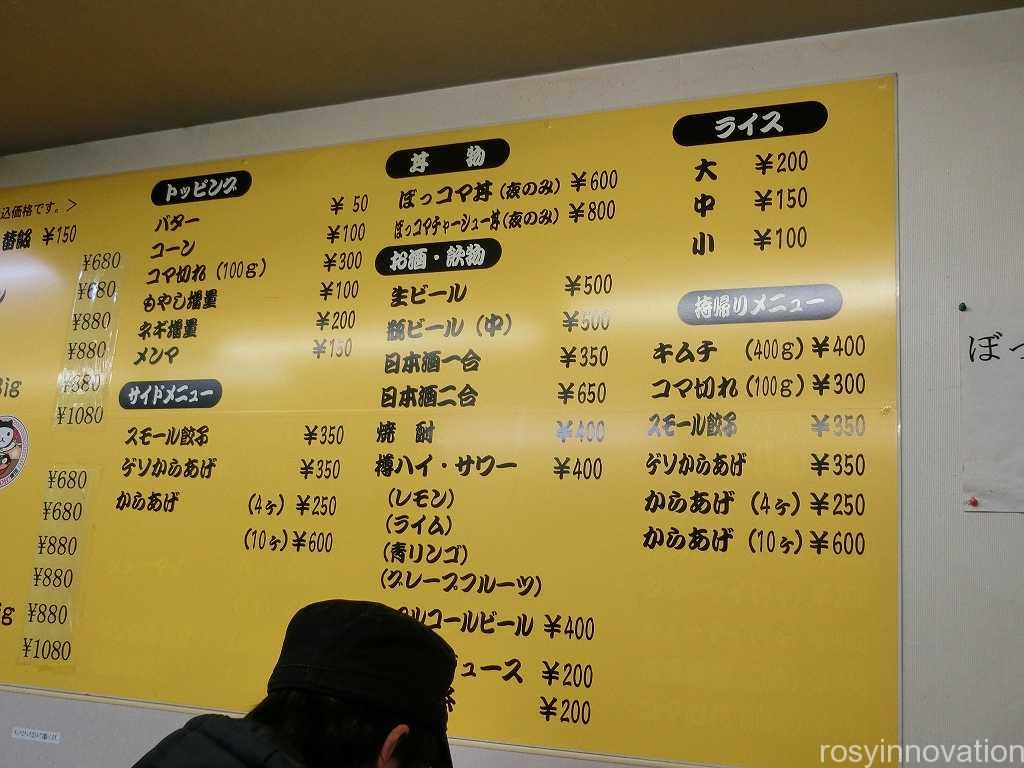 込価格です。＞
替飴 ¥150
¥680
¥680
¥880
¥880
Big ¥880
¥1080
¥680
¥680
¥880
¥880
Big ¥880
¥1080
トッピング
バター ¥50
コーン ¥100
コマ切れ（100g） ¥300
もやし増量 ¥100
ネギ増量 ¥200
メンマ ¥150
サイドメニュー
スモール餃子 ¥350
ゲソからあげ ¥350
からあげ （4ヶ）¥250
（10ヶ）¥600
丼物
ぼっコマ丼（夜のみ）¥600
ぼっコマチャーシュー丼（夜のみ）¥800
お酒・飲物
生ビール ¥500
瓶ビール（中） ¥500
日本酒一合 ¥350
日本酒二合 ¥650
焼酎 ¥400
樽ハイ・サワー ¥400
（レモン）
（ライム）
（青リンゴ）
（グレープフルーツ）
ルコールビール ¥400
ュース ¥200
茶 ¥200
ライス
大 ¥200
中 ¥150
小 ¥100
持帰りメニュー
キムチ （400g）¥400
コマ切れ（100g）¥300
スモール餃子 ¥350
ゲソからあげ ¥350
からあげ（4ヶ）¥250
からあげ（10ヶ）¥600
ぼっ
rosyinnovation